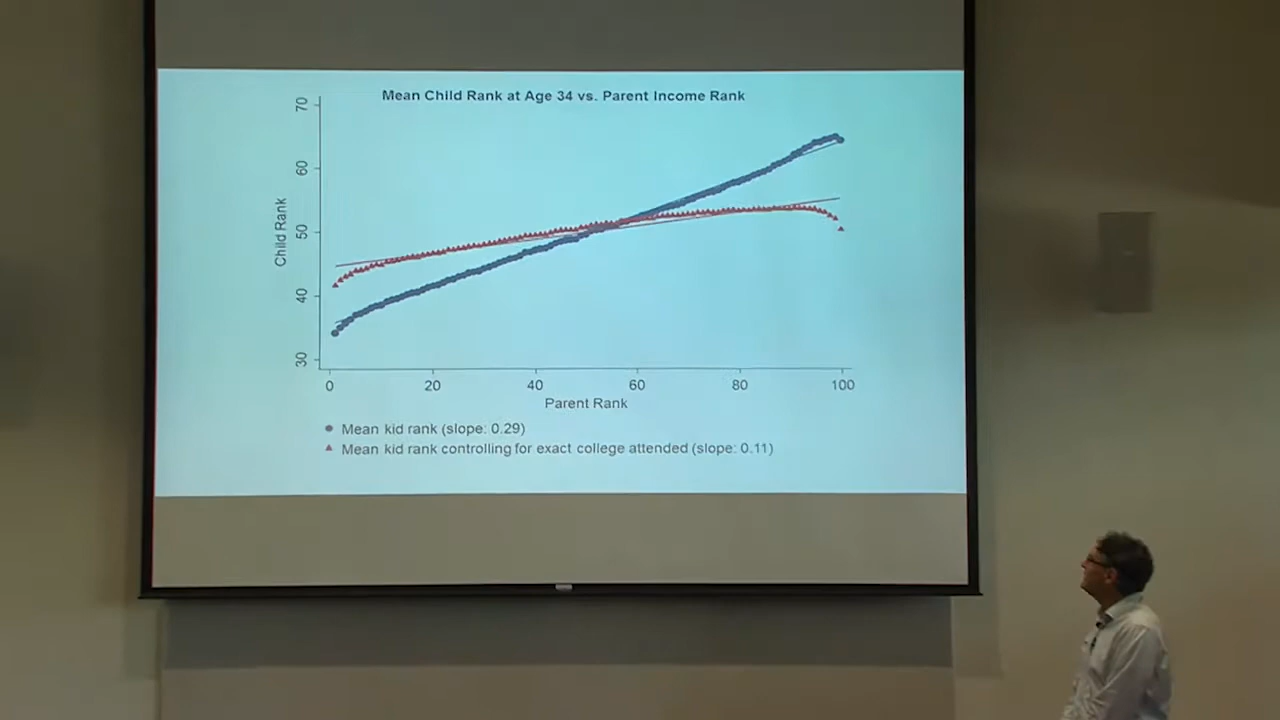 Mean Child Rank at Age 34 vs. Parent Income Rank
70
60
50
40
30
Child Rank
0 20 40 60 80 100
Parent Rank
Mean kid rank (slope: 0.29)
Mean kid rank controlling for exact college attended (slope: 0.11)